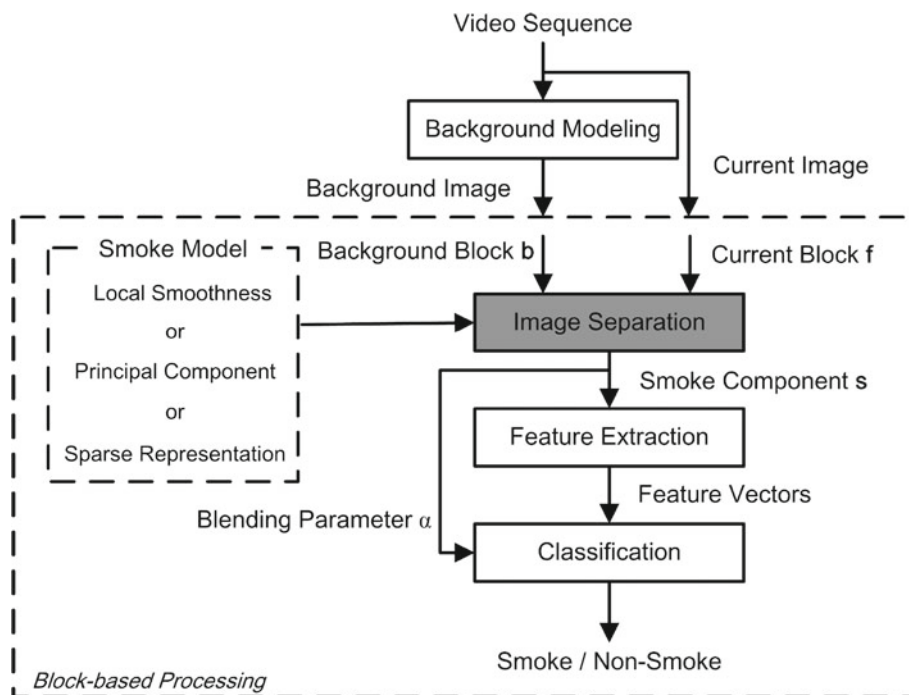 Video Sequence
Background Modeling
Background Image
Current Image
Smoke Model
Local Smoothness
or
Principal Component
or
Sparse Representation
Background Block b
Current Block f
Image Separation
Smoke Component s
Feature Extraction
Feature Vectors
Blending Parameter α
Classification
Smoke / Non-Smoke
Block-based Processing